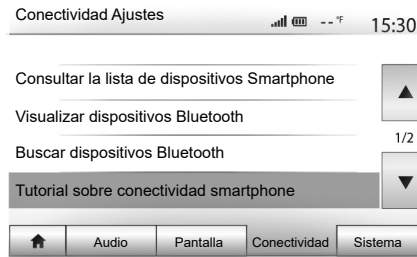 Conectividad Ajustes
-- °F 15:30
Consultar la lista de dispositivos Smartphone
Visualizar dispositivos Bluetooth
Buscar dispositivos Bluetooth
1/2
Tutorial sobre conectividad smartphone
Audio Pantalla Conectividad Sistema